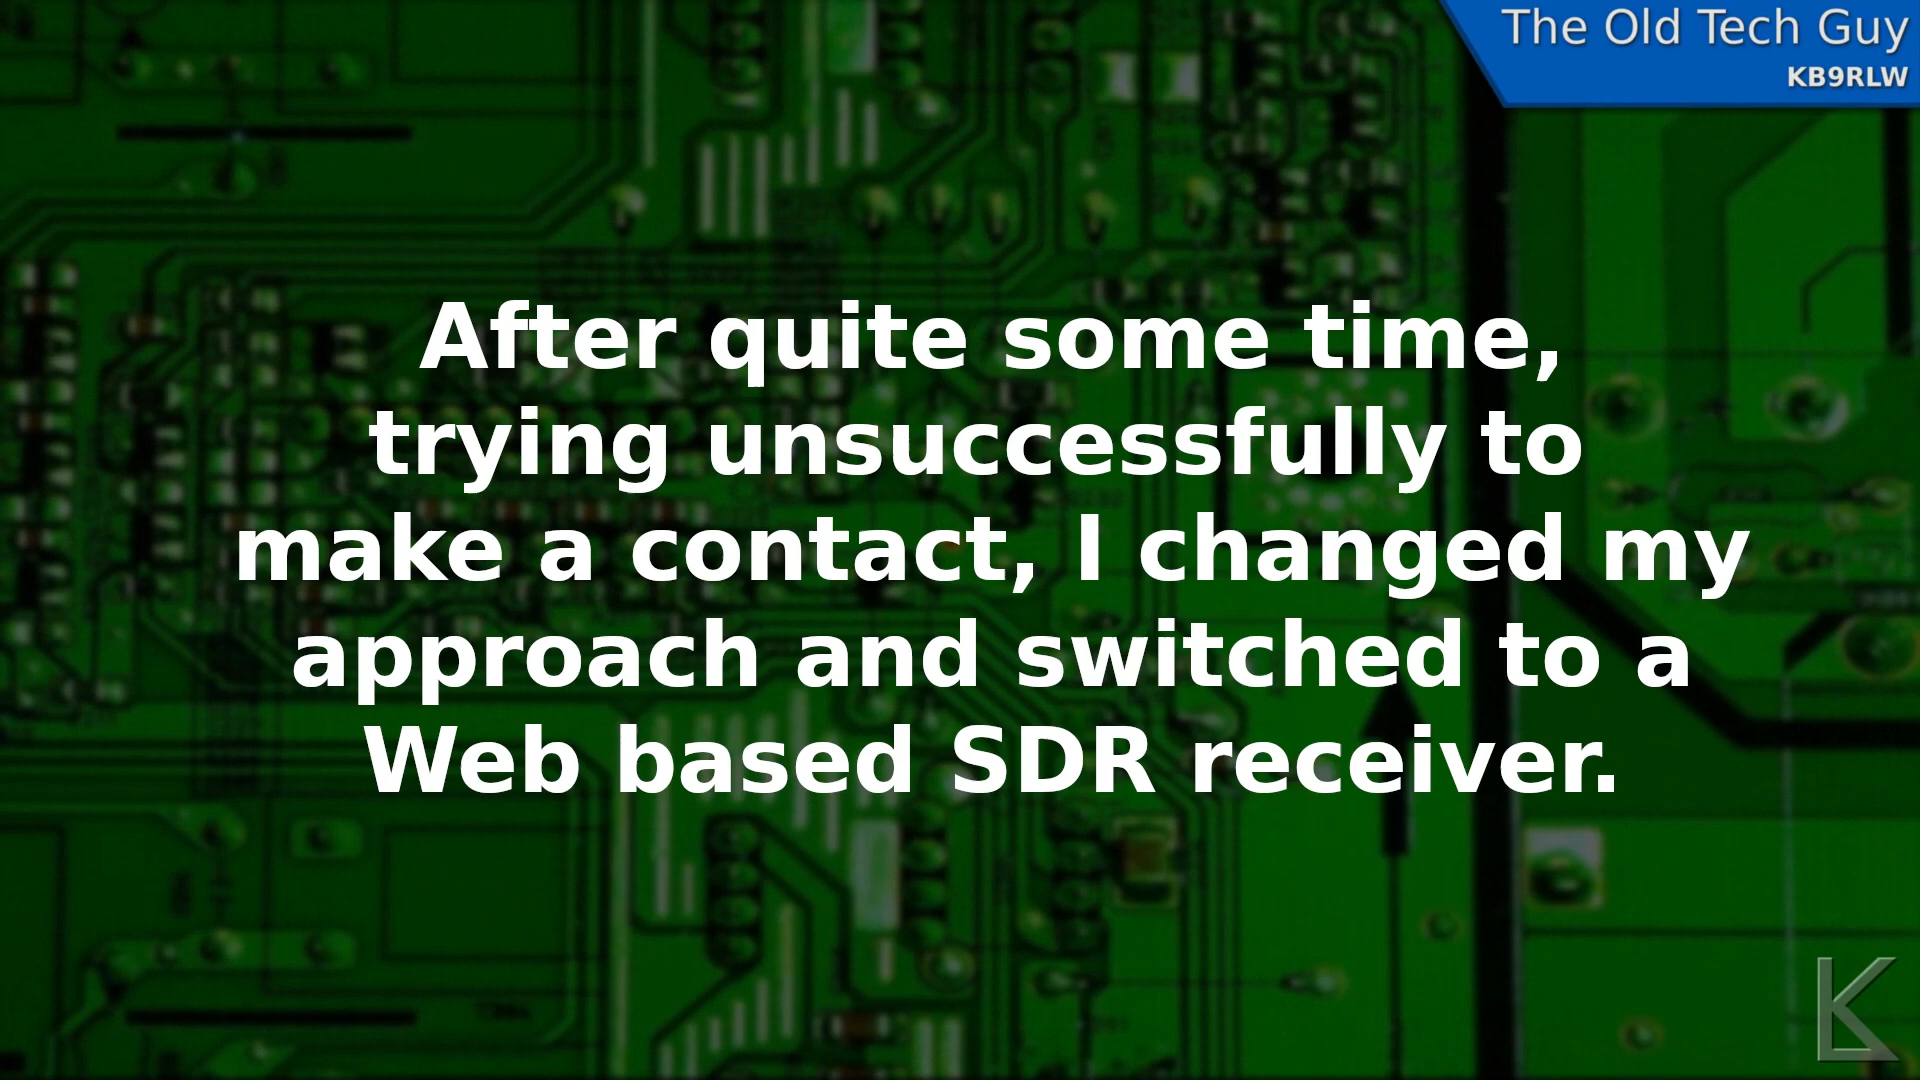 The Old Tech Guy
KB9RLW
After quite some time,
trying unsuccessfully to
make a contact, I changed my
approach and switched to a
Web based SDR receiver.
K